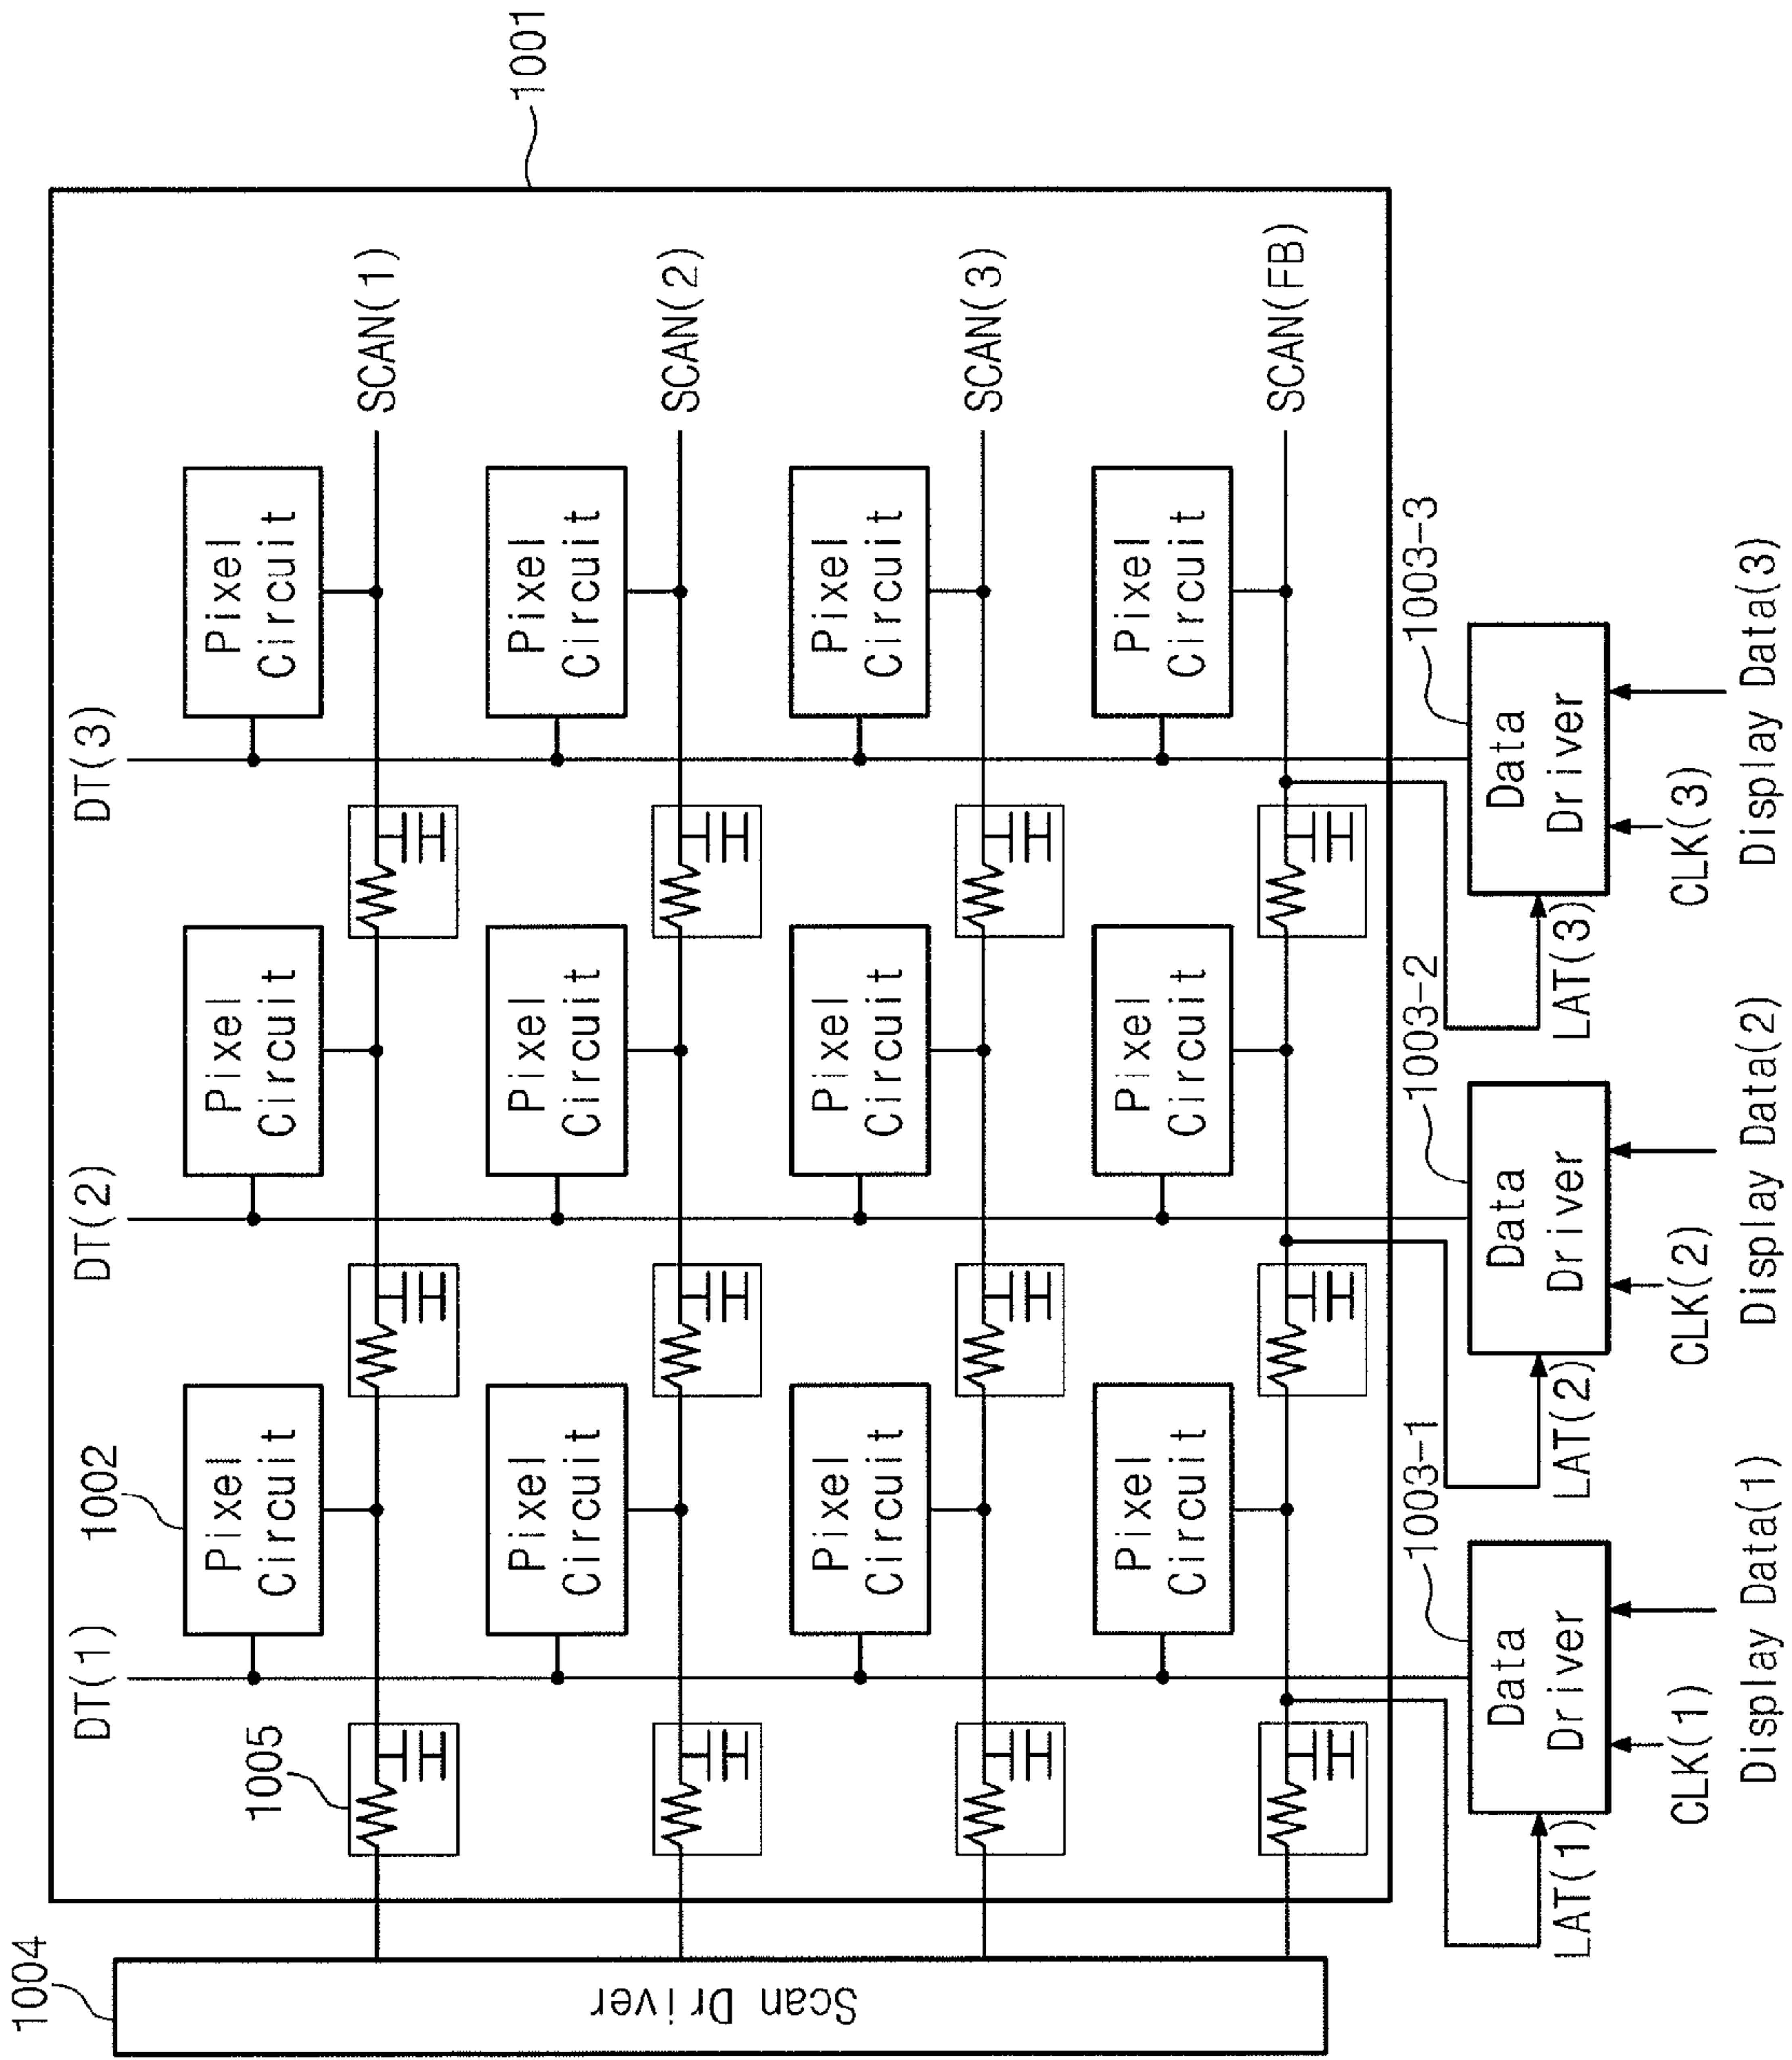 1004
DT(1)
DT(2)
DT(3)
1002
1005
Pixel
Circuit
Pixel
Circuit
Pixel
Circuit
SCAN(1)
1001
Pixel
Circuit
Pixel
Circuit
Pixel
Circuit
SCAN(2)
Scan Driver
Pixel
Circuit
Pixel
Circuit
Pixel
Circuit
SCAN(3)
Pixel
Circuit
Pixel
Circuit
Pixel
Circuit
SCAN(FB)
1003-1
1003-2
1003-3
Data
Driver
Data
Driver
Data
Driver
LAT(1)
LAT(2)
LAT(3)
CLK(1)
CLK(2)
CLK(3)
Display Data(1)
Display Data(2)
Display Data(3)